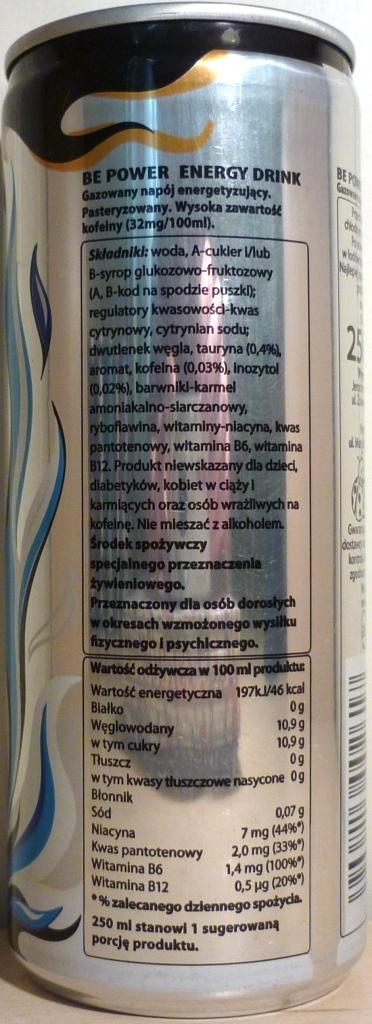 BE POWER ENERGY DRINK
Gazowany napój energetyzujący.
Pasteryzowany. Wysoka zawartość
kofeiny (32mg/100ml).
Składniki: woda, A-cukier i/lub
B-syrop glukozowo-fruktozowy
(A, B-kod na spodzie puszki);
regulatory kwasowości-kwas
cytrynowy, cytrynian sodu;
dwutlenek węgla, tauryna (0,4%),
aromat, kofeina (0,03%), inozytol
(0,02%), barwniki-karmel
amoniakalno-siarczanowy,
ryboflawina, witaminy-niacyna, kwas
pantotenowy, witamina B6, witamina
B12. Produkt niewskazany dla dzieci,
diabetyków, kobiet w ciąży i
karmiących oraz osób wrażliwych na
kofeinę. Nie mieszać z alkoholem.
Środek spożywczy
specjalnego przeznaczenia
żywieniowego.
Przeznaczony dla osób dorosłych
w okresach wzmożonego wysiłku
fizycznego i psychicznego.
Wartość odżywcza w 100 ml produktu:
Wartość energetyczna 197kJ/46 kcal
Białko 0 g
Węglowodany 10,9 g
w tym cukry 10,9 g
Tłuszcz 0 g
w tym kwasy tłuszczowe nasycone 0 g
Błonnik
Sód 0,07 g
Niacyna 7 mg (44%*)
Kwas pantotenowy 2,0 mg (33%*)
Witamina B6 1,4 mg (100%*)
Witamina B12 0,5 µg (20%*)
* % zalecanego dziennego spożycia.
250 ml stanowi 1 sugerowaną
porcję produktu.